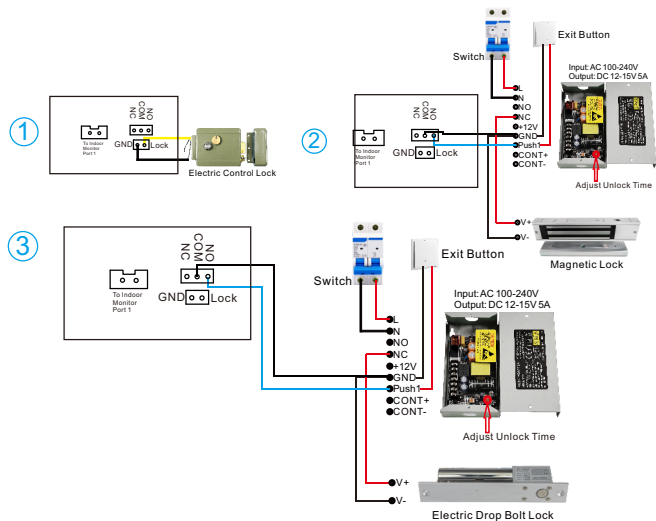 1
NC
COM
NO
To Indoor
Monitor
Port 1
GND
Lock
Electric Control Lock
2
NC
COM
NO
To Indoor
Monitor
Port 1
GND
Lock
Switch
Exit Button
Input: AC 100-240V
Output: DC 12-15V 5A
L
N
NO
NC
+12V
GND
Push1
CONT+
CONT-
Adjust Unlock Time
V+
V-
Magnetic Lock
3
NC
COM
NO
To Indoor
Monitor
Port 1
GND
Lock
Switch
Exit Button
Input: AC 100-240V
Output: DC 12-15V 5A
L
N
NO
NC
+12V
GND
Push1
CONT+
CONT-
Adjust Unlock Time
V+
V-
Electric Drop Bolt Lock